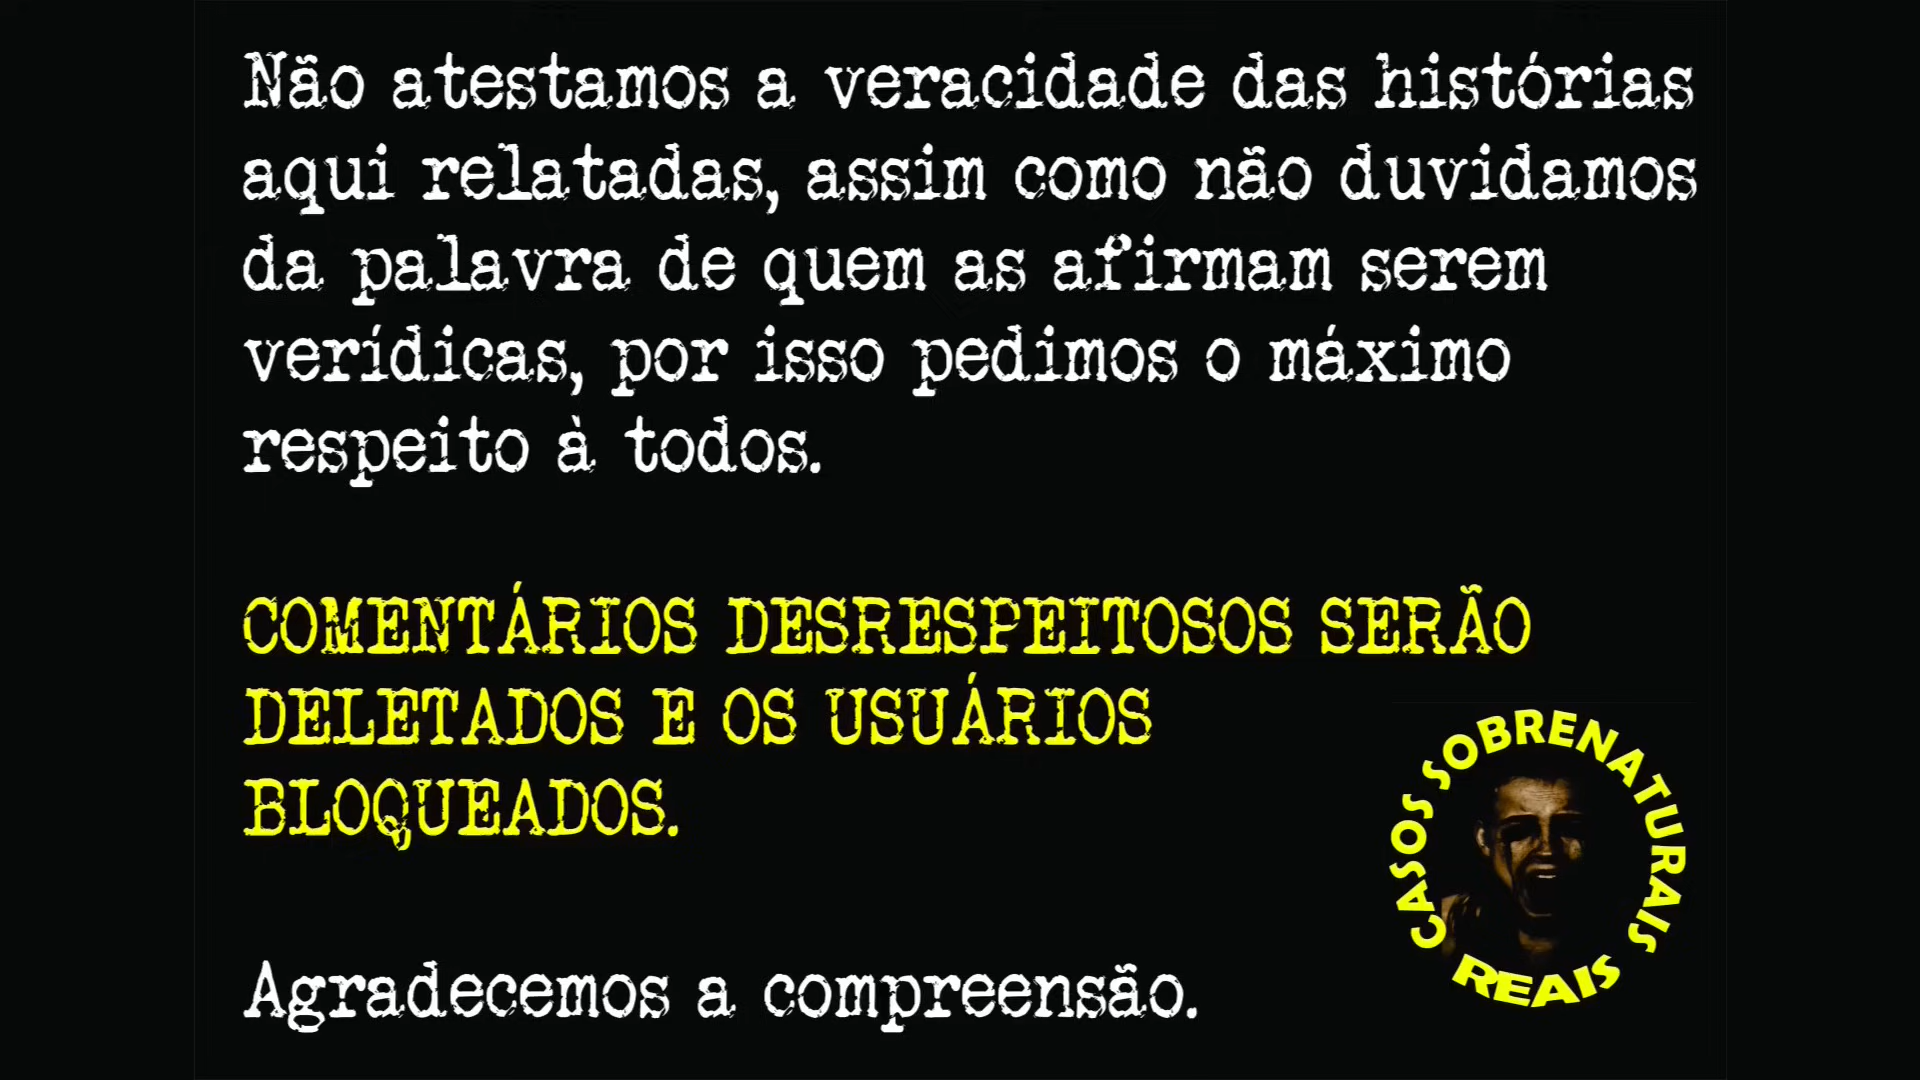 Não atestamos a veracidade das histórias
aqui relatadas, assim como não duvidamos
da palavra de quem as afirmam serem
verídicas, por isso pedimos o máximo
respeito à todos.
COMENTÁRIOS DESRESPEITOSOS SERÃO
DELETADOS E OS USUÁRIOS
BLOQUEADOS.
Agradecemos a compreensão.
CASOS SOBRENATURAIS
REAIS